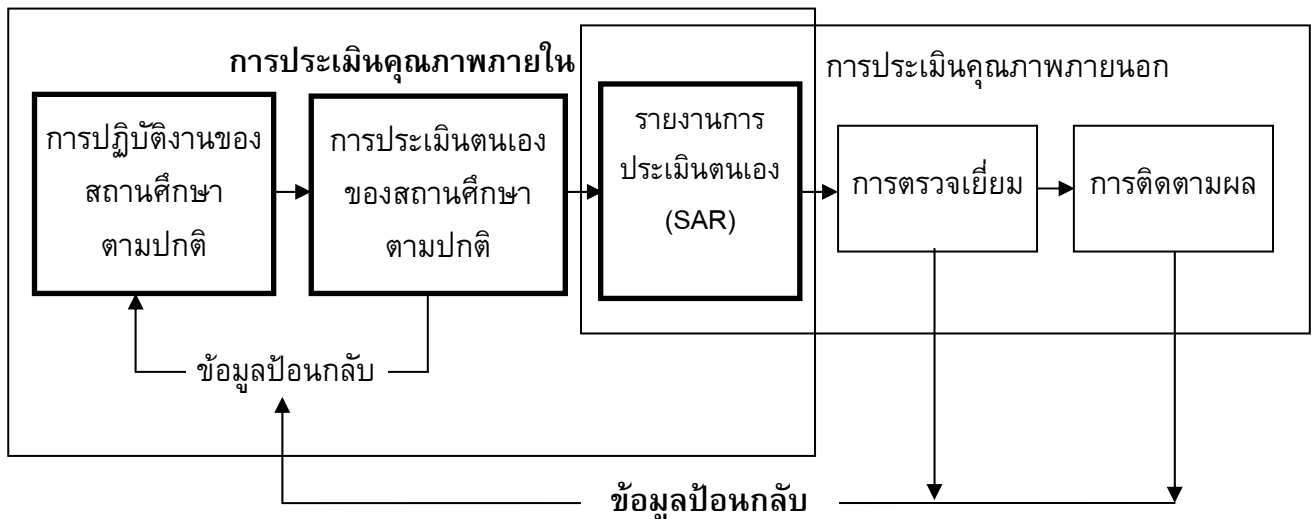 การประเมินคุณภาพภายใน
การประเมินคุณภาพภายนอก
การปฏิบัติงานของ
สถานศึกษา
ตามปกติ
การประเมินตนเอง
ของสถานศึกษา
ตามปกติ
รายงานการ
ประเมินตนเอง
(SAR)
การตรวจเยี่ยม
การติดตามผล
ข้อมูลป้อนกลับ
ข้อมูลป้อนกลับ